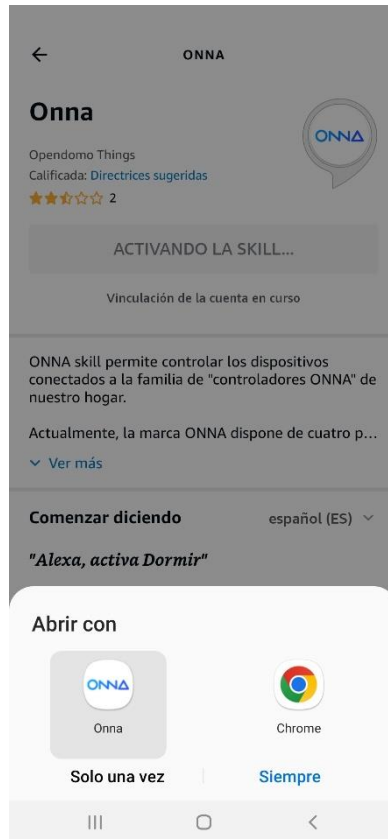 ONNA
Onna
ONNA
Opendomo Things
Calificada: Directrices sugeridas
2
ACTIVANDO LA SKILL...
Vinculación de la cuenta en curso
ONNA skill permite controlar los dispositivos
conectados a la familia de "controladores ONNA" de
nuestro hogar.
Actualmente, la marca ONNA dispone de cuatro p...
Ver más
Comenzar diciendo español (ES)
"Alexa, activa Dormir"
Abrir con
ONNA
Onna Chrome
Solo una vez Siempre